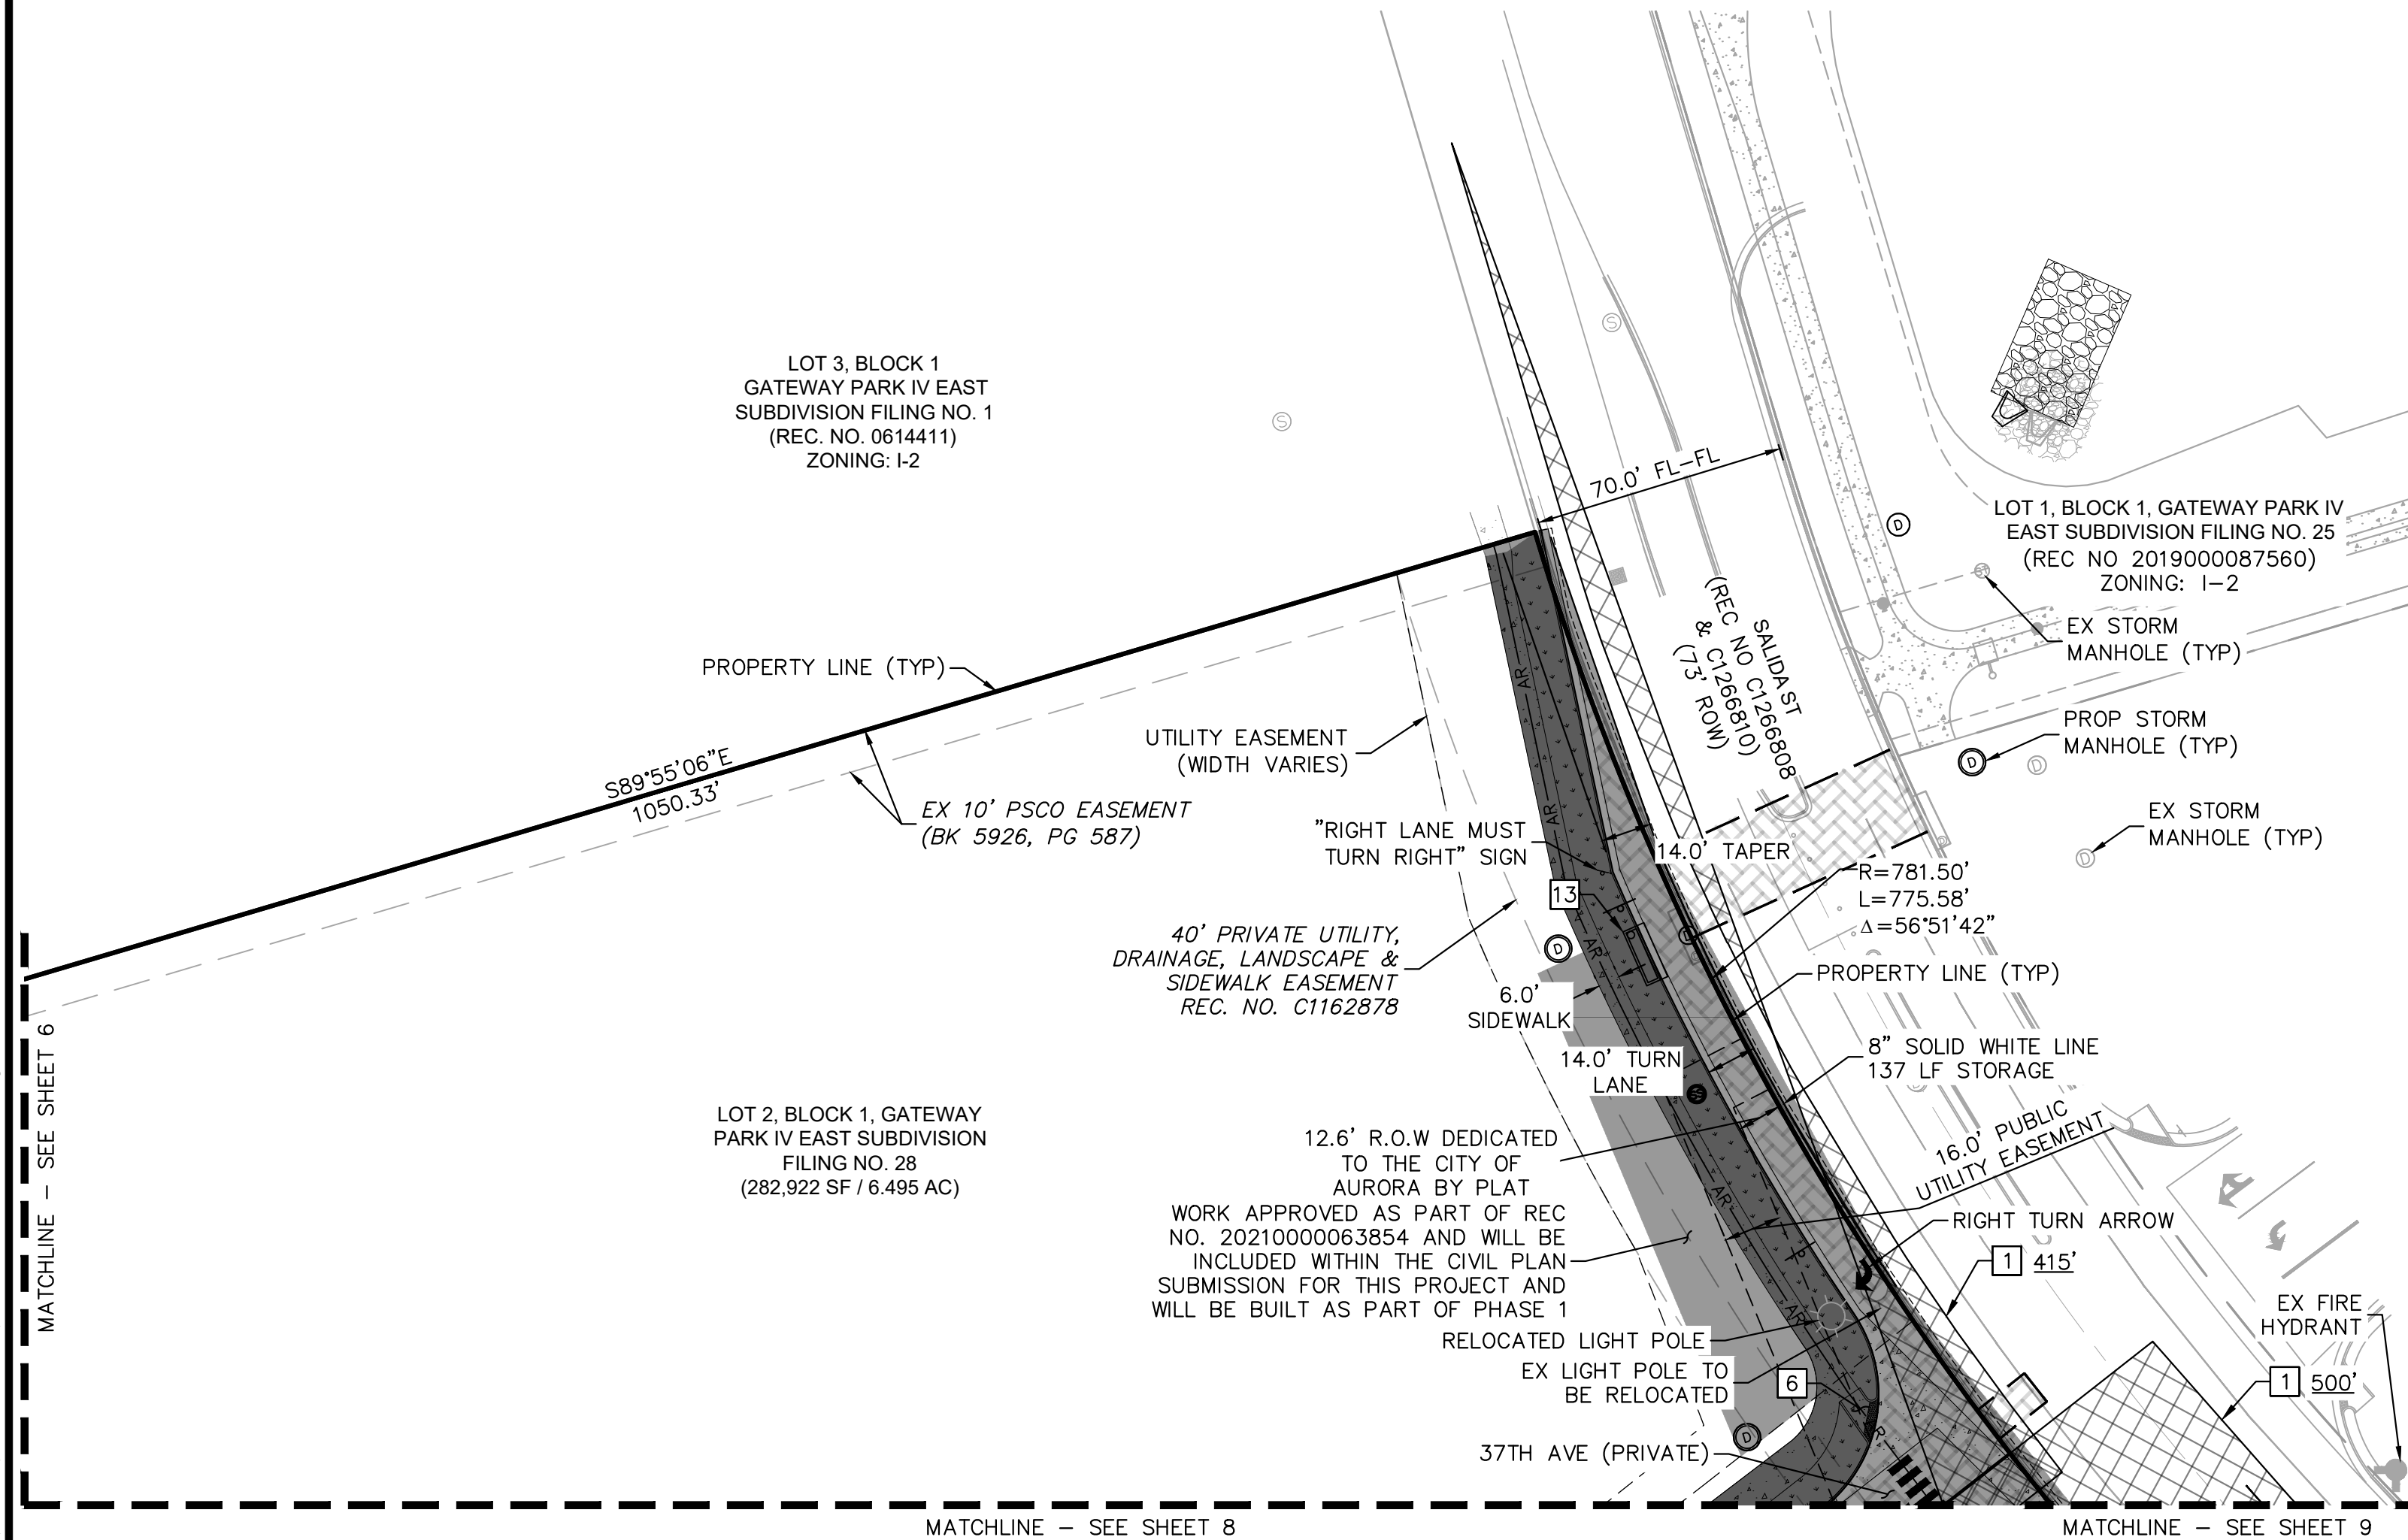 LOT 3, BLOCK 1
GATEWAY PARK IV EAST
SUBDIVISION FILING NO. 1
(REC. NO. 0614411)
ZONING: I-2
S
S
70.0' FL-FL
D
LOT 1, BLOCK 1, GATEWAY PARK IV
EAST SUBDIVISION FILING NO. 25
(REC NO 2019000087560)
ZONING: I-2
EX STORM
MANHOLE (TYP)
SALIDA ST
(REC NO C1266808
& C1266810)
(73' ROW)
PROPERTY LINE (TYP)
AR
UTILITY EASEMENT
(WIDTH VARIES)
PROP STORM
MANHOLE (TYP)
D
D
S89°55'06"E
1050.33'
EX 10' PSCO EASEMENT
(BK 5926, PG 587)
AR
"RIGHT LANE MUST
TURN RIGHT" SIGN
14.0' TAPER
EX STORM
MANHOLE (TYP)
D
R=781.50'
L=775.58'
Δ=56°51'42"
13
D
D
AR
40' PRIVATE UTILITY,
DRAINAGE, LANDSCAPE &
SIDEWALK EASEMENT
REC. NO. C1162878
6.0'
SIDEWALK
PROPERTY LINE (TYP)
14.0' TURN
LANE
8" SOLID WHITE LINE
137 LF STORAGE
MATCHLINE - SEE SHEET 6
LOT 2, BLOCK 1, GATEWAY
PARK IV EAST SUBDIVISION
FILING NO. 28
(282,922 SF / 6.495 AC)
12.6' R.O.W DEDICATED
TO THE CITY OF
AURORA BY PLAT
16.0' PUBLIC
UTILITY EASEMENT
AR
WORK APPROVED AS PART OF REC
NO. 20210000063854 AND WILL BE
INCLUDED WITHIN THE CIVIL PLAN
SUBMISSION FOR THIS PROJECT AND
WILL BE BUILT AS PART OF PHASE 1
RIGHT TURN ARROW
1 415'
AR
RELOCATED LIGHT POLE
EX LIGHT POLE TO
BE RELOCATED
6
EX FIRE
HYDRANT
1 500'
D
37TH AVE (PRIVATE)
MATCHLINE - SEE SHEET 8
MATCHLINE - SEE SHEET 9